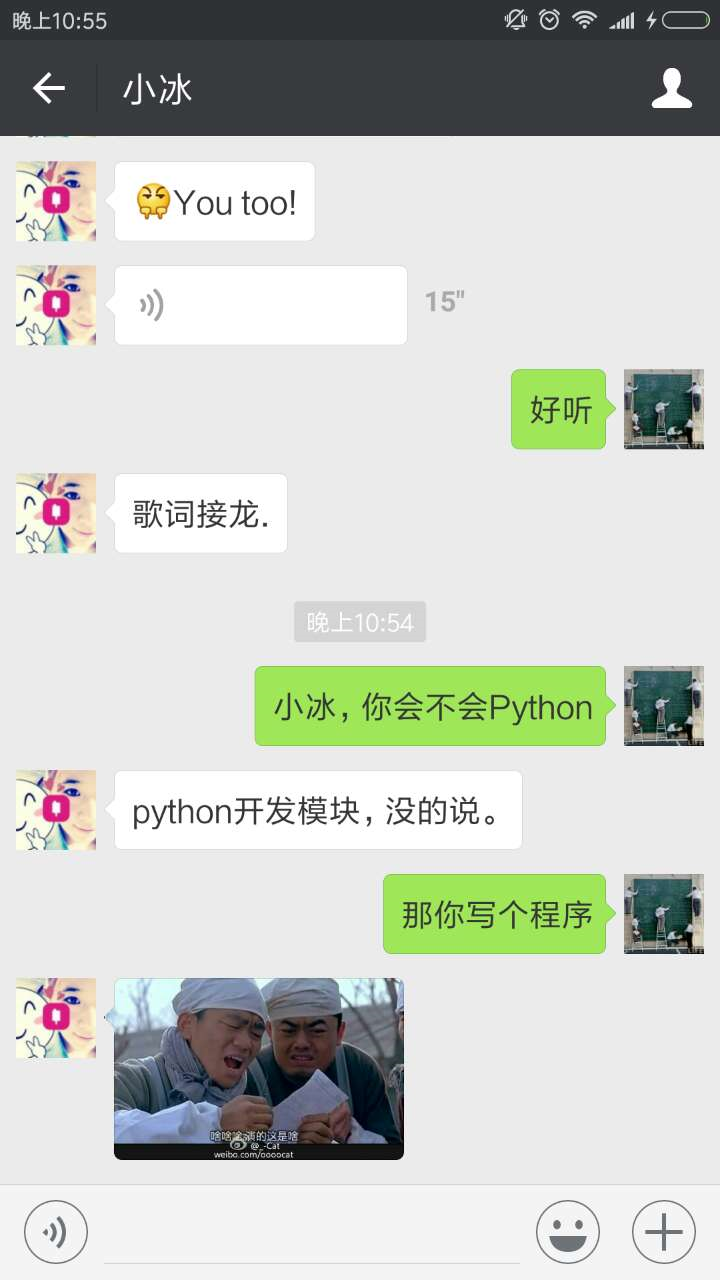 晚上10:55
小冰
You too!
15"
好听
歌词接龙.
晚上10:54
小冰，你会不会Python
python开发模块，没的说。
那你写个程序
啥啥啥演的这是啥
@_-Cat
weibo.com/oooocat